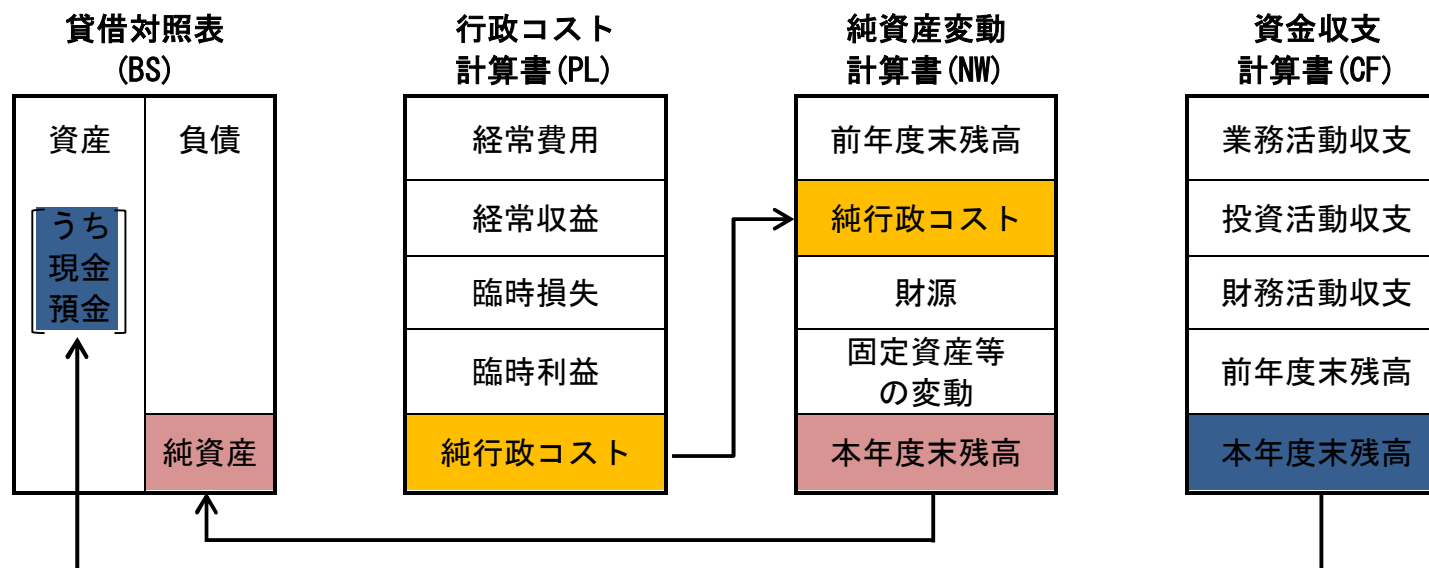 貸借対照表
(BS)
資産
負債
うち
現金
預金
純資産
行政コスト
計算書(PL)
経常費用
経常収益
臨時損失
臨時利益
純行政コスト
純資産変動
計算書(NW)
前年度末残高
純行政コスト
財源
固定資産等
の変動
本年度末残高
資金収支
計算書(CF)
業務活動収支
投資活動収支
財務活動収支
前年度末残高
本年度末残高